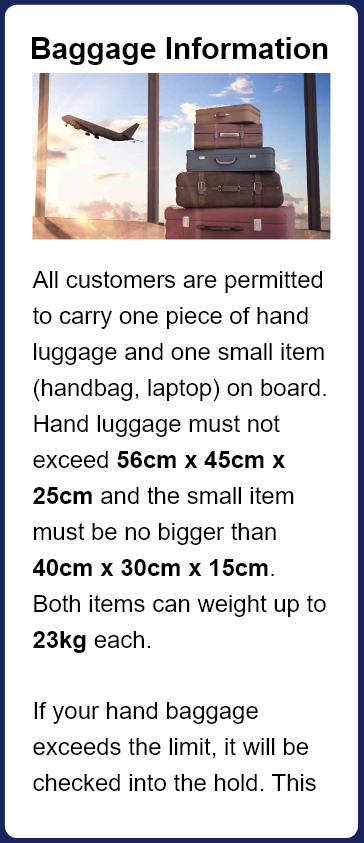 Baggage Information
All customers are permitted
to carry one piece of hand
luggage and one small item
(handbag, laptop) on board.
Hand luggage must not
exceed 56cm x 45cm x
25cm and the small item
must be no bigger than
40cm x 30cm x 15cm.
Both items can weight up to
23kg each.
If your hand baggage
exceeds the limit, it will be
checked into the hold. This